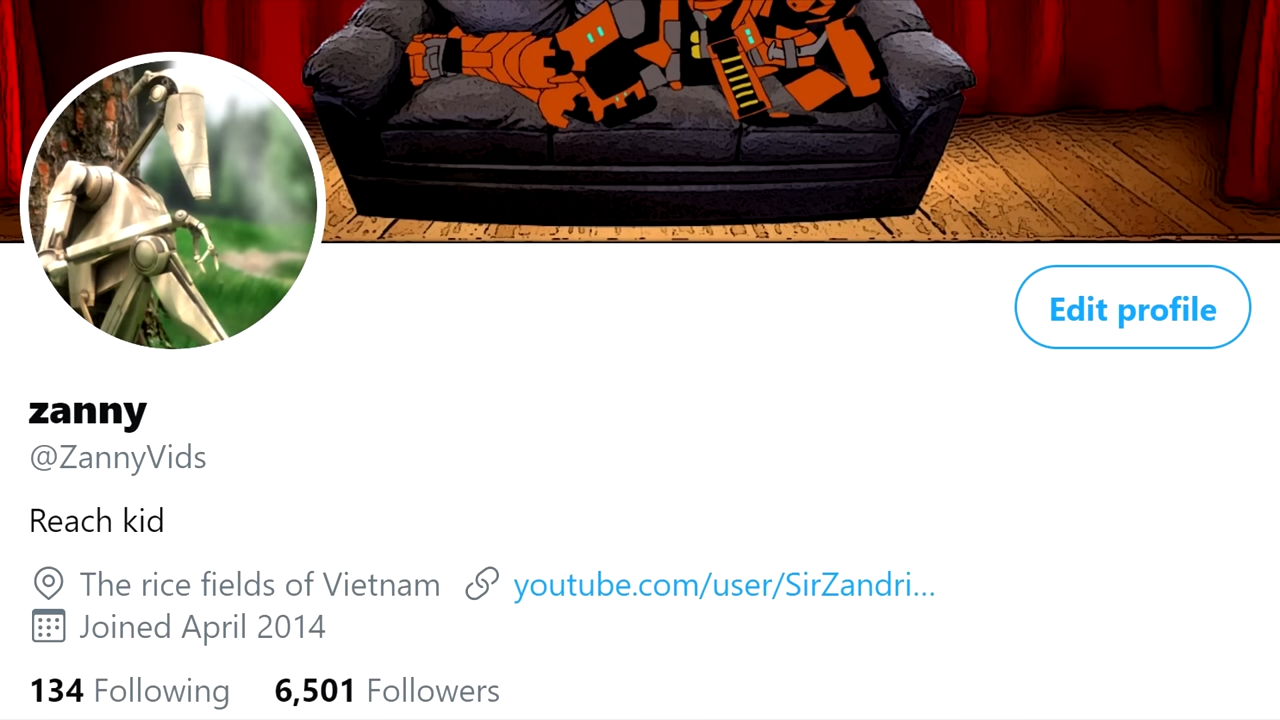 Edit profile
zanny
@ZannyVids
Reach kid
The rice fields of Vietnam youtube.com/user/SirZandri...
Joined April 2014
134 Following 6,501 Followers